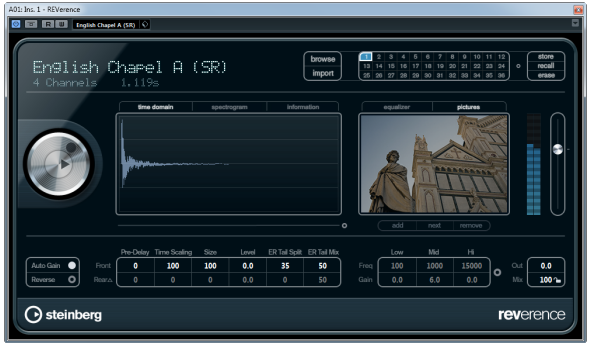 A01: Ins. 1 - REVerence
R W English Chapel A (SR)
English Chapel A (SR)
4 Channels 1.119s
browse
import
1 2 3 4 5 6 7 8 9 10 11 12
13 14 15 16 17 18 19 20 21 22 23 24
25 26 27 28 29 30 31 32 33 34 35 36
store
recall
erase
time domain spectrogram information
equalizer pictures
add next remove
Pre-Delay Time Scaling Size Level ER Tail Split ER Tail Mix
Auto Gain
Reverse
Front 0 100 100 0.0 35 50
Rear 0 0 0 0.0 0 50
Low Mid Hi
Freq 100 1000 15000
Gain 0.0 6.0 0.0
Out 0.0
Mix 100
steinberg
reverence